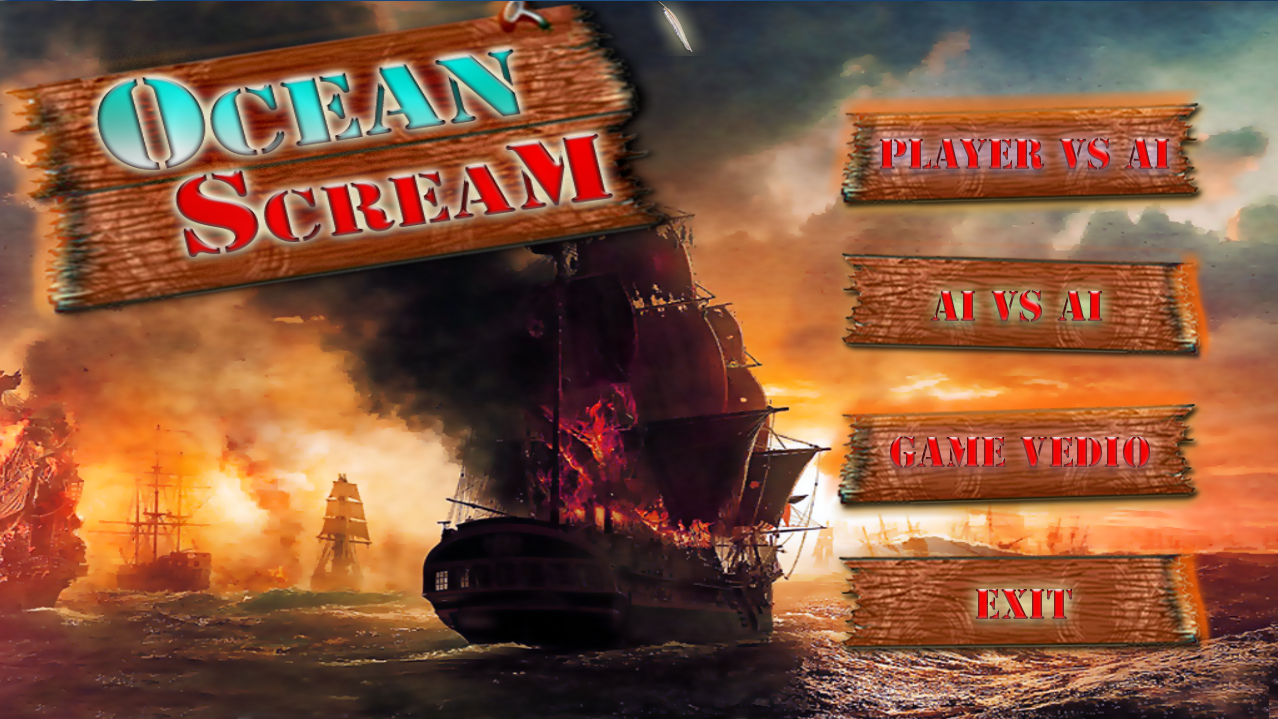 OCEAN
SCREAM
PLAYER VS AI
AI VS AI
GAME VEDIO
EXIT